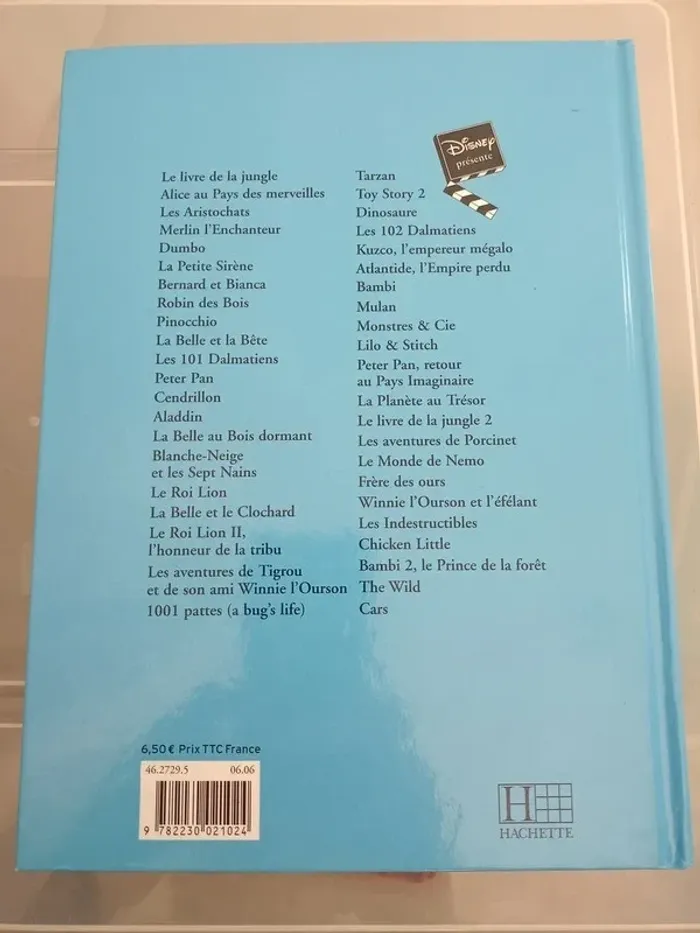 Disney
présente
Le livre de la jungle
Alice au Pays des merveilles
Les Aristochats
Merlin l'Enchanteur
Dumbo
La Petite Sirène
Bernard et Bianca
Robin des Bois
Pinocchio
La Belle et la Bête
Les 101 Dalmatiens
Peter Pan
Cendrillon
Aladdin
La Belle au Bois dormant
Blanche-Neige
et les Sept Nains
Le Roi Lion
La Belle et le Clochard
Le Roi Lion II,
l'honneur de la tribu
Les aventures de Tigrou
et de son ami Winnie l'Ourson
1001 pattes (a bug's life)
Tarzan
Toy Story 2
Dinosaure
Les 102 Dalmatiens
Kuzco, l'empereur mégalo
Atlantide, l'Empire perdu
Bambi
Mulan
Monstres & Cie
Lilo & Stitch
Peter Pan, retour
au Pays Imaginaire
La Planète au Trésor
Le livre de la jungle 2
Les aventures de Porcinet
Le Monde de Nemo
Frère des ours
Winnie l'Ourson et l'éfélant
Les Indestructibles
Chicken Little
Bambi 2, le Prince de la forêt
The Wild
Cars
6,50 € Prix TTC France
46.2729.5 06.06
9 782230 021024
H
HACHETTE